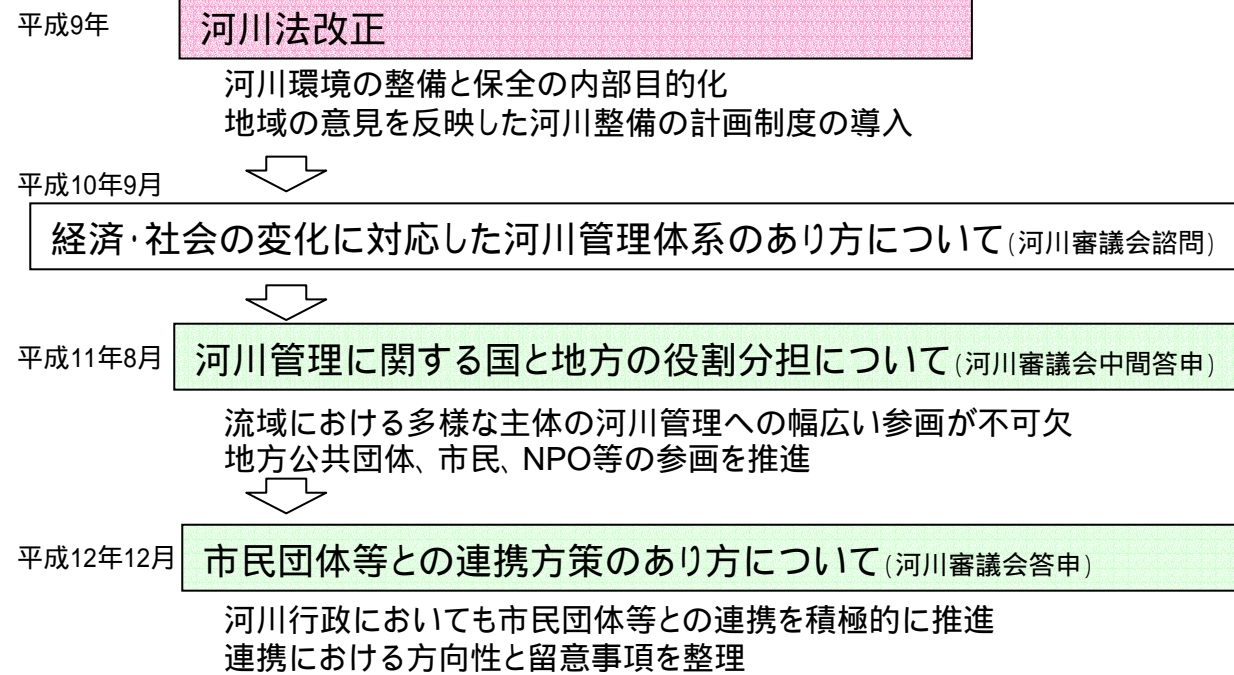 平成9年
河川法改正
河川環境の整備と保全の内部目的化
地域の意見を反映した河川整備の計画制度の導入
平成10年9月
経済・社会の変化に対応した河川管理体系のあり方について(河川審議会諮問)
平成11年8月
河川管理に関する国と地方の役割分担について(河川審議会中間答申)
流域における多様な主体の河川管理への幅広い参画が不可欠
地方公共団体、市民、NPO等の参画を推進
平成12年12月
市民団体等との連携方策のあり方について(河川審議会答申)
河川行政においても市民団体等との連携を積極的に推進
連携における方向性と留意事項を整理